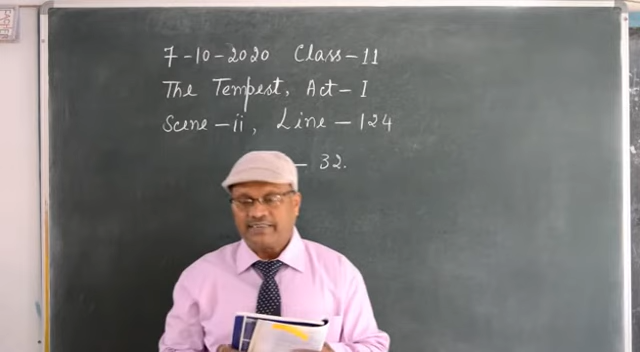 7-10-2020 Class-11
The Tempest, Act-I
Scene-ii, Line-124
- 32.